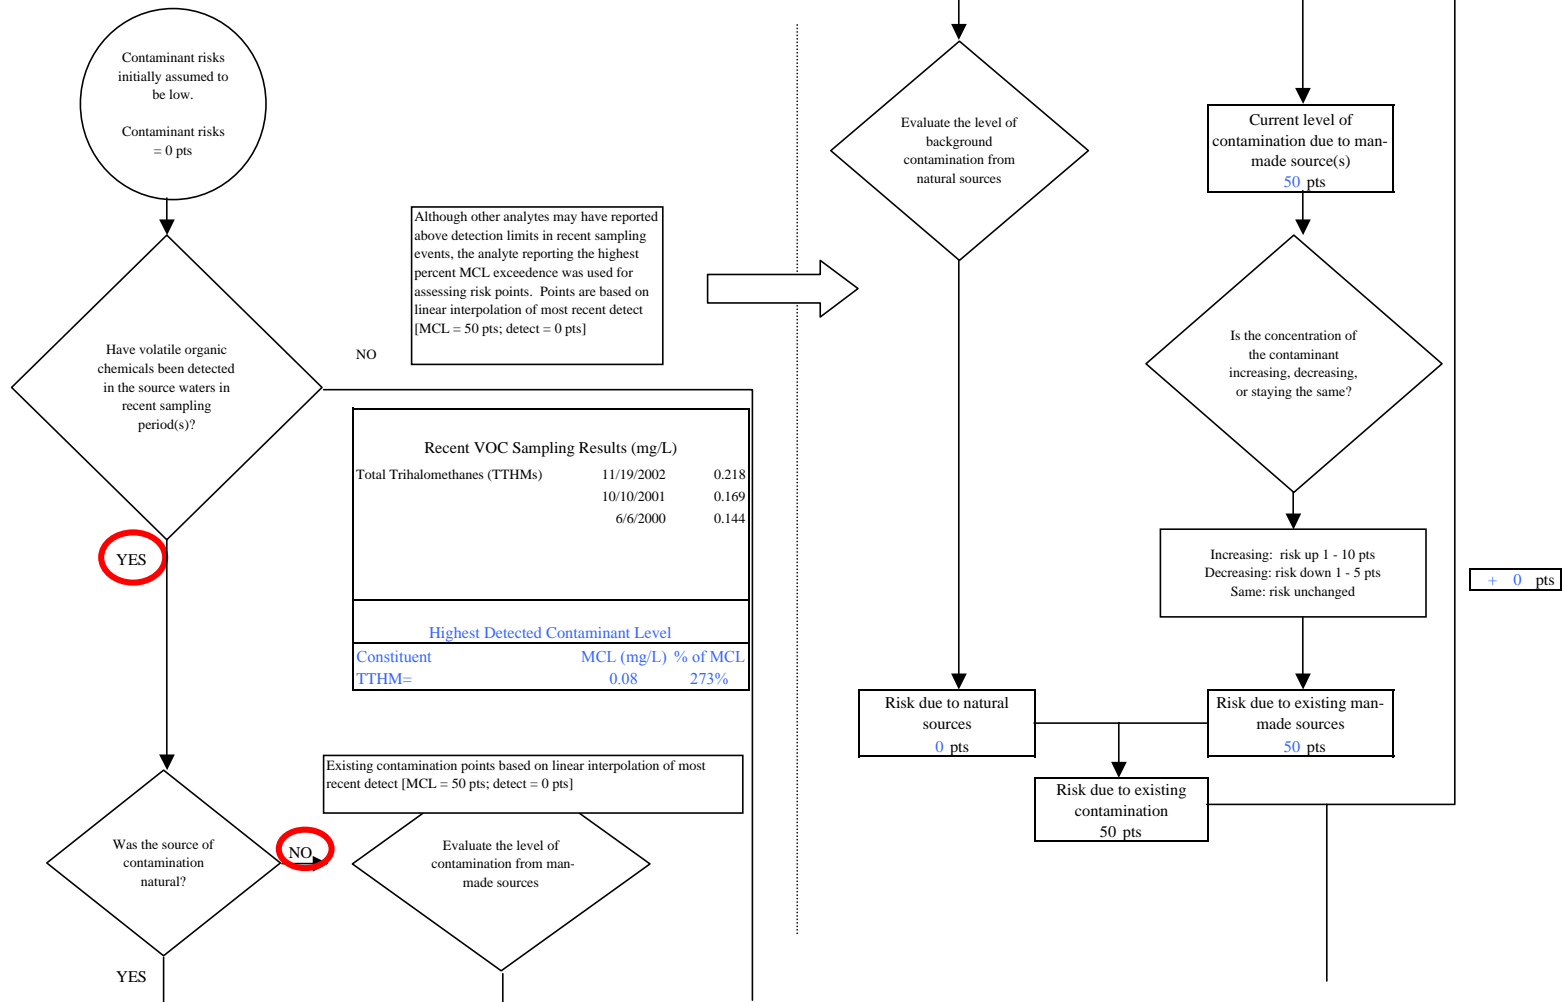 Contaminant risks
initially assumed to
be low.
Contaminant risks
= 0 pts
Have volatile organic
chemicals been detected
in the source waters in
recent sampling
period(s)?
NO
YES
Although other analytes may have reported
above detection limits in recent sampling
events, the analyte reporting the highest
percent MCL exceedence was used for
assessing risk points.  Points are based on
linear interpolation of most recent detect
[MCL = 50 pts; detect = 0 pts]
Recent VOC Sampling Results (mg/L)
Total Trihalomethanes (TTHMs) 11/19/2002 0.218
10/10/2001 0.169
6/6/2000 0.144
Highest Detected Contaminant Level
Constituent MCL (mg/L) % of MCL
TTHM= 0.08 273%
Existing contamination points based on linear interpolation of most
recent detect [MCL = 50 pts; detect = 0 pts]
Was the source of
contamination
natural?
NO
YES
Evaluate the level of
contamination from man-
made sources
Evaluate the level of
background
contamination from
natural sources
Current level of
contamination due to man-
made source(s)
50 pts
Is the concentration of
the contaminant
increasing, decreasing,
or staying the same?
Increasing:  risk up 1 - 10 pts
Decreasing: risk down 1 - 5 pts
Same: risk unchanged
+ 0 pts
Risk due to natural
sources
0 pts
Risk due to existing man-
made sources
50 pts
Risk due to existing
contamination
50 pts